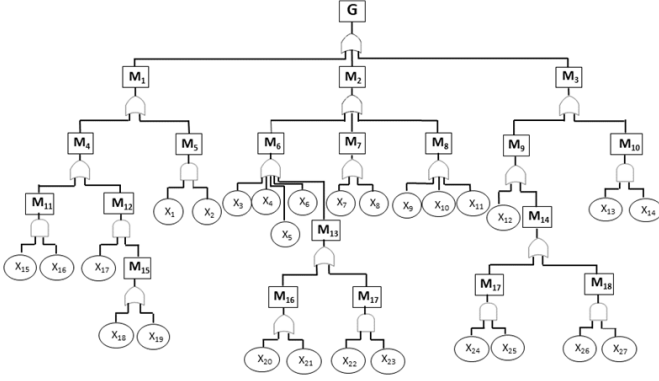 G
M1 M2 M3
M4 M5 M6 M7 M8 M9 M10
M11 M12 X1 X2 X3 X4 X6 X7 X8 X9 X10 X11 X12 M14 X13 X14
X5 M13
X15 X16 X17 M15
M16 M17 M17 M18
X18 X19
X20 X21 X22 X23 X24 X25 X26 X27